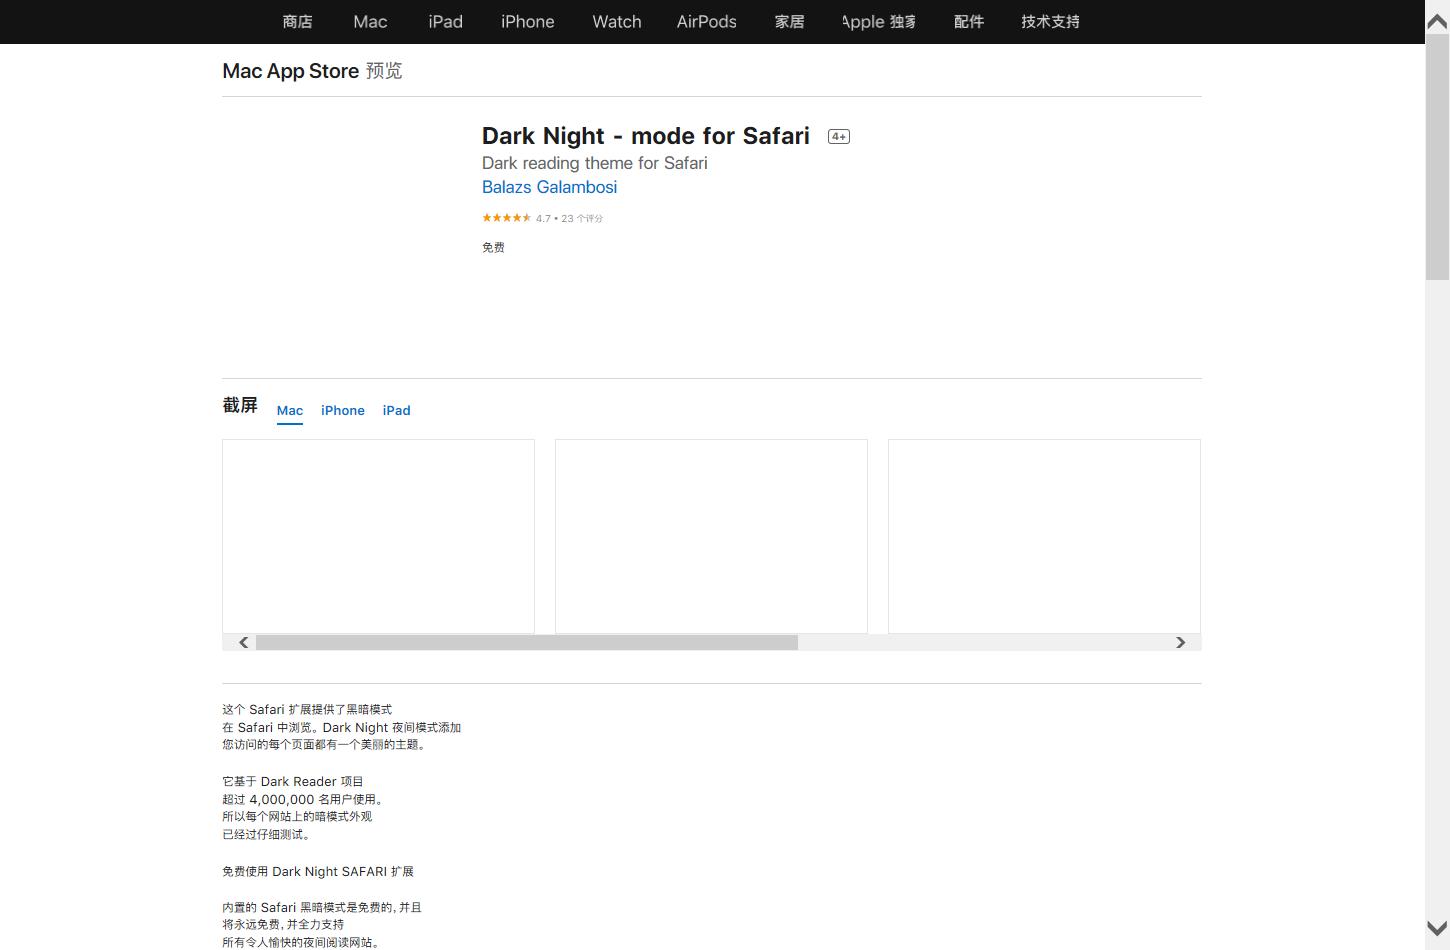 商店 Mac iPad iPhone Watch AirPods 家居 Apple 独家 配件 技术支持
Mac App Store 预览
Dark Night - mode for Safari 4+
Dark reading theme for Safari
Balazs Galambosi
4.7 • 23 个评分
免费
截屏 Mac iPhone iPad
这个 Safari 扩展提供了黑暗模式
在 Safari 中浏览。Dark Night 夜间模式添加
您访问的每个页面都有一个美丽的主题。
它基于 Dark Reader 项目
超过 4,000,000 名用户使用。
所以每个网站上的暗模式外观
已经过仔细测试。
免费使用 Dark Night SAFARI 扩展
内置的 Safari 黑暗模式是免费的,并且
将永远免费,并全力支持
所有令人愉快的夜间阅读网站。